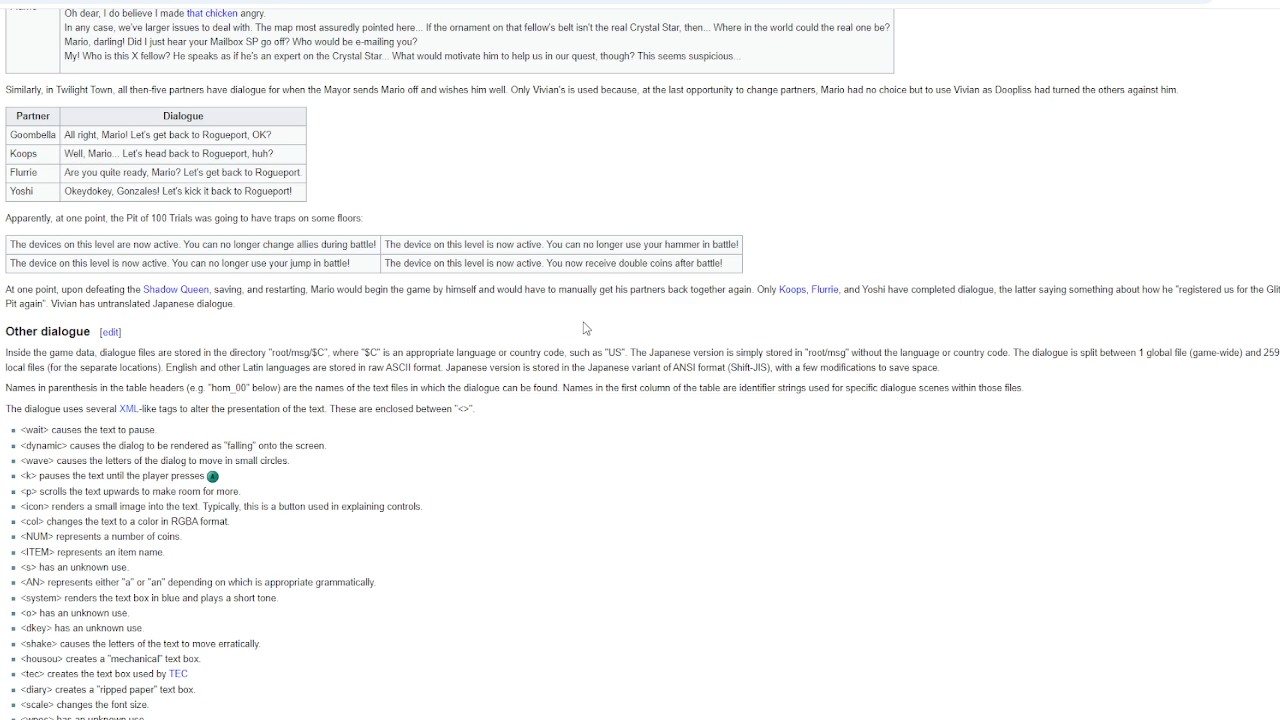 Oh dear, I do believe I made that chicken angry.
In any case, we've larger issues to deal with. The map most assuredly pointed here... If the ornament on that fellow's belt isn't the real Crystal Star, then... Where in the world could the real one be?
Mario, darling! Did I just hear your Mailbox SP go off? Who would be e-mailing you?
My! Who is this X fellow? He speaks as if he's an expert on the Crystal Star... What would motivate him to help us in our quest, though? This seems suspicious...
Similarly, in Twilight Town, all then-five partners have dialogue for when the Mayor sends Mario off and wishes him well. Only Vivian's is used because, at the last opportunity to change partners, Mario had no choice but to use Vivian as Doopliss had turned the others against him.
Partner Dialogue
Goombella All right, Mario! Let's get back to Rogueport, OK?
Koops Well, Mario... Let's head back to Rogueport, huh?
Flurrie Are you quite ready, Mario? Let's get back to Rogueport.
Yoshi Okeydokey, Gonzales! Let's kick it back to Rogueport!
Apparently, at one point, the Pit of 100 Trials was going to have traps on some floors:
The devices on this level are now active. You can no longer change allies during battle! The device on this level is now active. You can no longer use your hammer in battle!
The device on this level is now active. You can no longer use your jump in battle! The device on this level is now active. You now receive double coins after battle!
At one point, upon defeating the Shadow Queen, saving, and restarting, Mario would begin the game by himself and would have to manually get his partners back together again. Only Koops, Flurrie, and Yoshi have completed dialogue, the latter saying something about how he "registered us for the Glit
Pit again". Vivian has untranslated Japanese dialogue.
Other dialogue [edit]
Inside the game data, dialogue files are stored in the directory "root/msg/$C", where "$C" is an appropriate language or country code, such as "US". The Japanese version is simply stored in "root/msg" without the language or country code. The dialogue is split between 1 global file (game-wide) and 259
local files (for the separate locations). English and other Latin languages are stored in raw ASCII format. Japanese version is stored in the Japanese variant of ANSI format (Shift-JIS), with a few modifications to save space.
Names in parenthesis in the table headers (e.g. "hom_00" below) are the names of the text files in which the dialogue can be found. Names in the first column of the table are identifier strings used for specific dialogue scenes within those files.
The dialogue uses several XML-like tags to alter the presentation of the text. These are enclosed between "<>".
<wait> causes the text to pause.
<dynamic> causes the dialog to be rendered as "falling" onto the screen.
<wave> causes the letters of the dialog to move in small circles.
<k> pauses the text until the player presses A
<p> scrolls the text upwards to make room for more.
<icon> renders a small image into the text. Typically, this is a button used in explaining controls.
<col> changes the text to a color in RGBA format.
<NUM> represents a number of coins.
<ITEM> represents an item name.
<s> has an unknown use.
<AN> represents either "a" or "an" depending on which is appropriate grammatically.
<system> renders the text box in blue and plays a short tone.
<o> has an unknown use.
<dkey> has an unknown use.
<shake> causes the letters of the text to move erratically.
<housou> creates a "mechanical" text box.
<tec> creates the text box used by TEC
<diary> creates a "ripped paper" text box.
<scale> changes the font size.
has an unknown use.